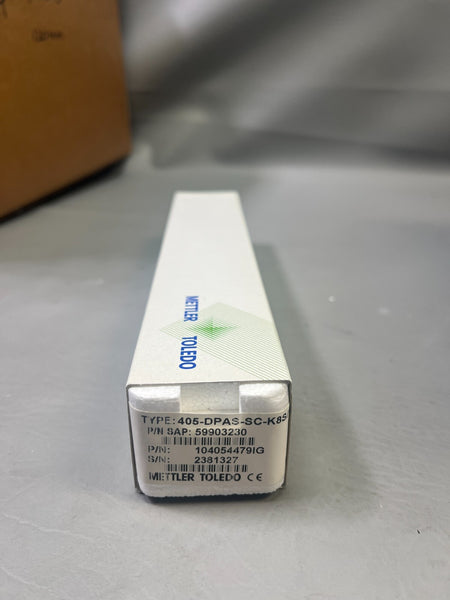 METTLER TOLEDO
TYPE: 405-DPAS-SC-K8S
P/N SAP: 59903230
P/N: 104054479IG
S/N: 2381327
METTLER TOLEDO CE